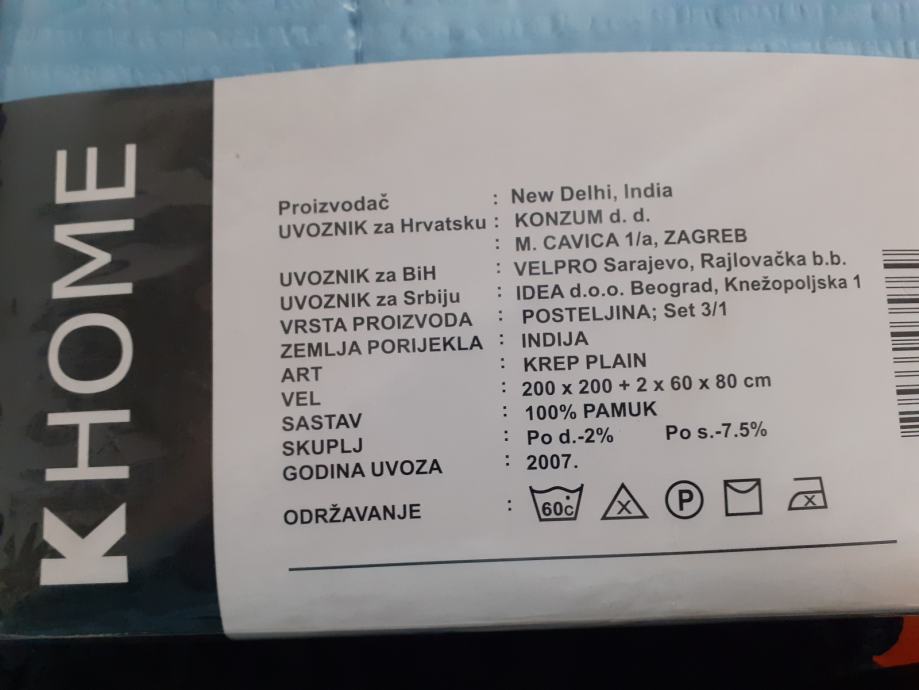 KHOME
Proizvodač : New Delhi, India
UVOZNIK za Hrvatsku : KONZUM d. d.
: M. CAVICA 1/a, ZAGREB
UVOZNIK za BiH : VELPRO Sarajevo, Rajlovačka b.b.
UVOZNIK za Srbiju : IDEA d.o.o. Beograd, Knežopoljska 1
VRSTA PROIZVODA : POSTELJINA; Set 3/1
ZEMLJA PORIJEKLA : INDIJA
ART : KREP PLAIN
VEL : 200 x 200 + 2 x 60 x 80 cm
SASTAV : 100% PAMUK
SKUPLJ : Po d.-2% Po s.-7.5%
GODINA UVOZA : 2007.
ODRŽAVANJE : 60c X P X